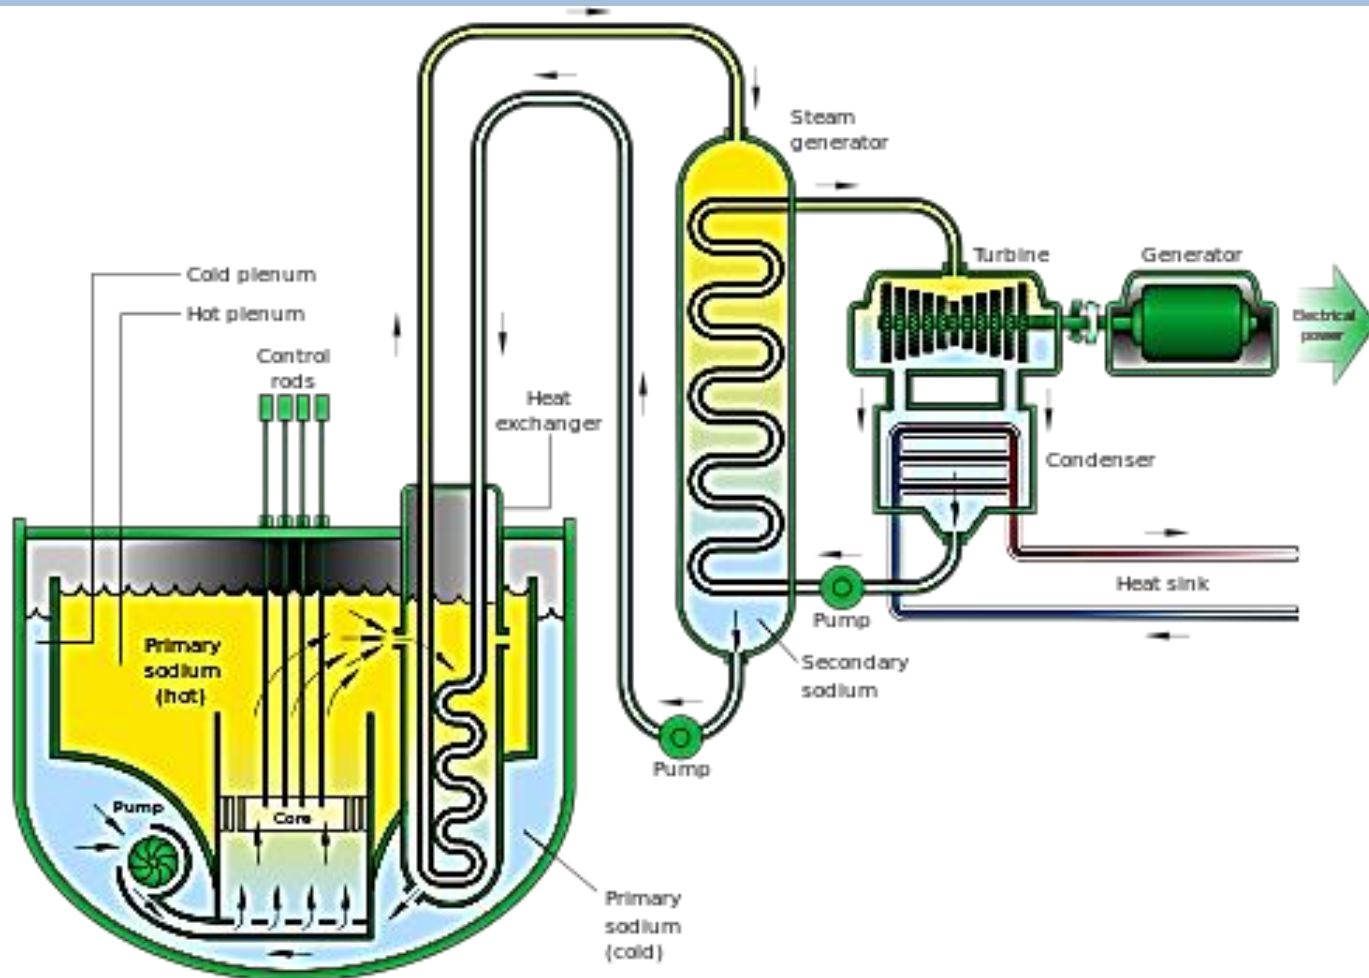 Steam
generator
Cold plenum
Hot plenum
Control
rods
Heat
exchanger
Turbine
Generator
Electrical
power
Condenser
Heat sink
Pump
Secondary
sodium
Pump
Primary
sodium
(hot)
Pump
Core
Primary
sodium
(cold)